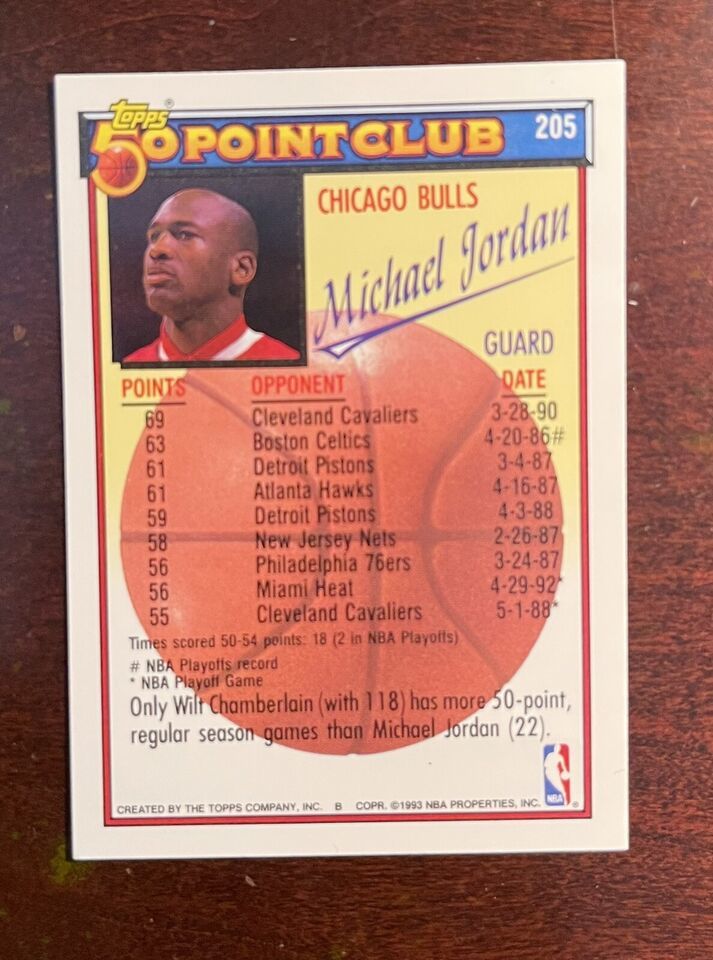 topps®
50 POINT CLUB 205
CHICAGO BULLS
Michael Jordan
GUARD
POINTS OPPONENT DATE
69 Cleveland Cavaliers 3-28-90
63 Boston Celtics 4-20-86#
61 Detroit Pistons 3-4-87
61 Atlanta Hawks 4-16-87
59 Detroit Pistons 4-3-88
58 New Jersey Nets 2-26-87
56 Philadelphia 76ers 3-24-87
56 Miami Heat 4-29-92*
55 Cleveland Cavaliers 5-1-88*
Times scored 50-54 points: 18 (2 in NBA Playoffs)
# NBA Playoffs record
* NBA Playoff Game
Only Wilt Chamberlain (with 118) has more 50-point,
regular season games than Michael Jordan (22).
NBA®
CREATED BY THE TOPPS COMPANY, INC. B COPR. ©1993 NBA PROPERTIES, INC.